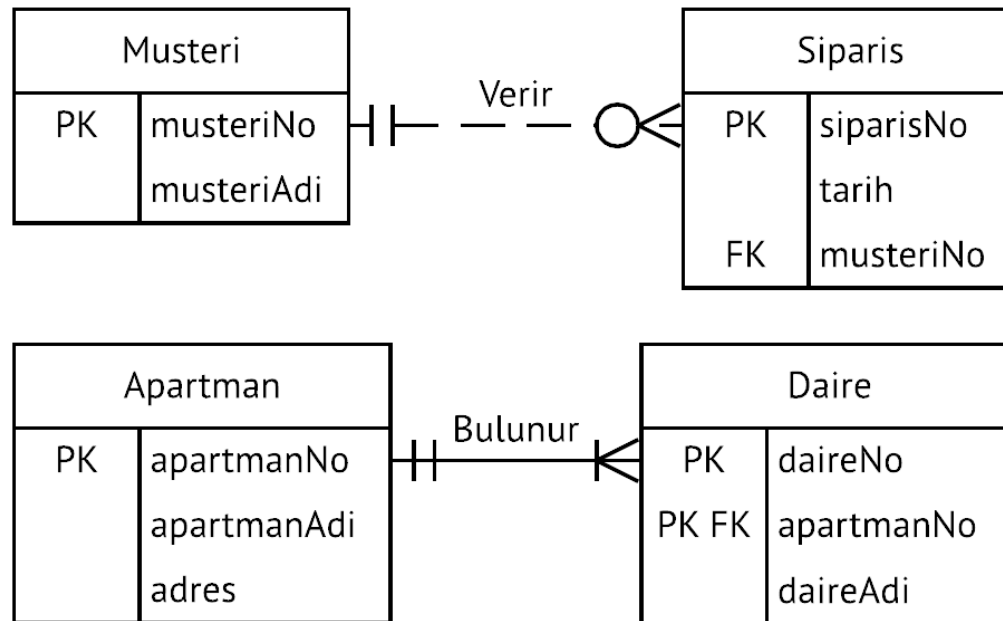 Musteri
PK musteriNo
musteriAdi
Verir
Siparis
PK siparisNo
tarih
FK musteriNo
Apartman
PK apartmanNo
apartmanAdi
adres
Bulunur
Daire
PK daireNo
PK FK apartmanNo
daireAdi